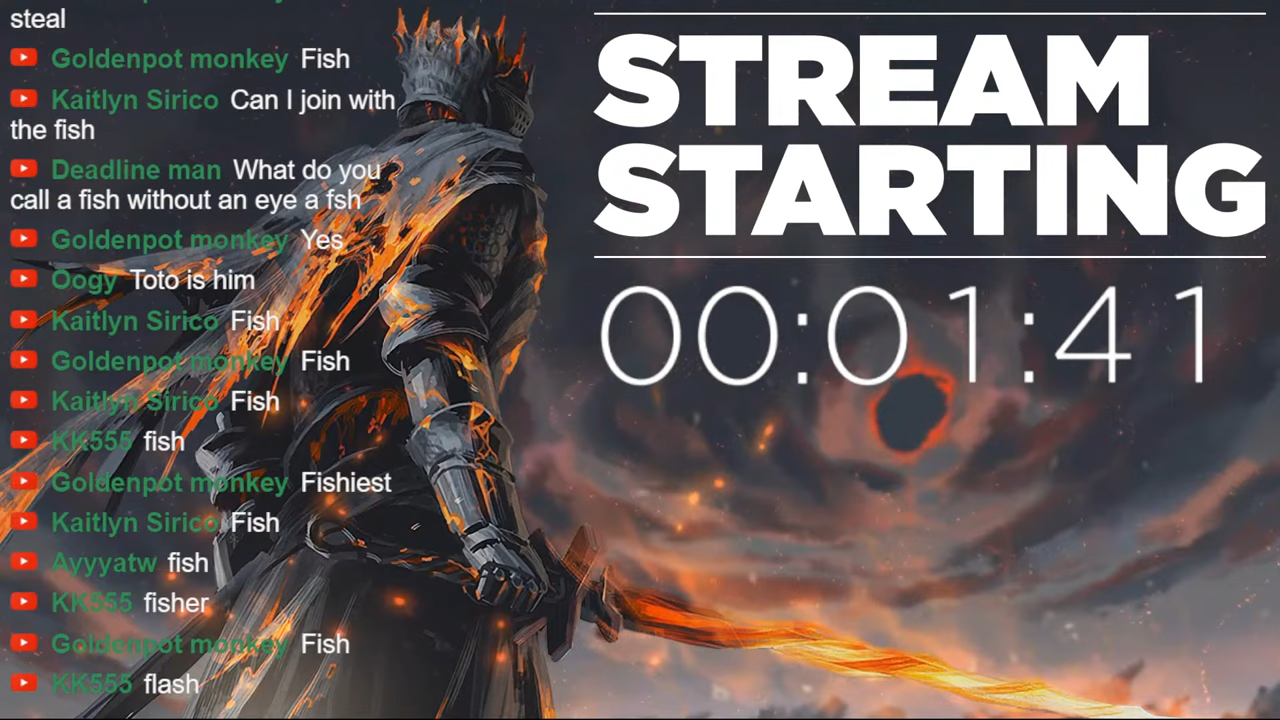 steal
Goldenpot monkey Fish
Kaitlyn Sirico Can I join with
the fish
Deadline man What do you
call a fish without an eye a fsh
Goldenpot monkey Yes
Oogy Toto is him
Kaitlyn Sirico Fish
Goldenpot monkey Fish
Kaitlyn Sirico Fish
KK555 fish
Goldenpot monkey Fishiest
Kaitlyn Sirico Fish
Ayyyatw fish
KK555 fisher
Goldenpot monkey Fish
KK555 flash
STREAM
STARTING
00:01:41